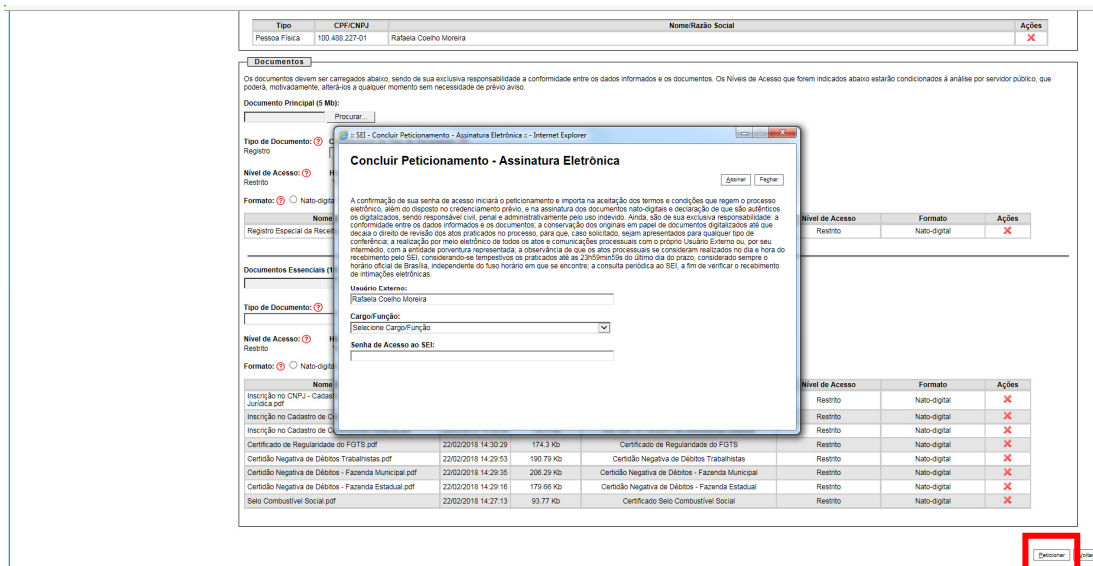 Tipo CPF/CNPJ Nome/Razão Social Ações
Pessoa Física 100.488.227-01 Rafaela Coelho Moreira
Documentos
Os documentos devem ser carregados abaixo, sendo de sua exclusiva responsabilidade a conformidade entre os dados informados e os documentos. Os Níveis de Acesso que forem indicados abaixo estarão condicionados à análise por servidor público, que
poderá, motivadamente, alterá-los a qualquer momento sem necessidade de prévio aviso.
Documento Principal (5 Mb):
Procurar...
:: SEI - Concluir Peticionamento - Assinatura Eletrônica :: - Internet Explorer
Tipo de Documento:
Registro
Concluir Peticionamento - Assinatura Eletrônica
Nível de Acesso:
Restrito
Assinar Fechar
Formato: Nato-digital
A confirmação de sua senha de acesso iniciará o peticionamento e importa na aceitação dos termos e condições que regem o processo
eletrônico, além do disposto no credenciamento prévio, e na assinatura dos documentos nato-digitais e declaração de que são autênticos
os digitalizados, sendo responsável civil, penal e administrativamente pelo uso indevido. Ainda, são de sua exclusiva responsabilidade: a
conformidade entre os dados informados e os documentos; a conservação dos originais em papel de documentos digitalizados até que
decaia o direito de revisão dos atos praticados no processo, para que, caso solicitado, sejam apresentados para qualquer tipo de
conferência; a realização por meio eletrônico de todos os atos e comunicações processuais com o próprio Usuário Externo ou, por seu
intermédio, com a entidade porventura representada; a observância de que os atos processuais se consideram realizados no dia e hora do
recebimento pelo SEI, considerando-se tempestivos os praticados até as 23h59min59s do último dia do prazo, considerado sempre o
horário oficial de Brasília, independente do fuso horário em que se encontre; a consulta periódica ao SEI, a fim de verificar o recebimento
de intimações eletrônicas.
Nome Nível de Acesso Formato Ações
Registro Especial da Receit Restrito Nato-digital
Documentos Essenciais (1
Usuário Externo:
Rafaela Coelho Moreira
Tipo de Documento:
Cargo/Função:
Selecione Cargo/Função
Nível de Acesso:
Restrito
Senha de Acesso ao SEI:
Formato: Nato-digital
Nome Nível de Acesso Formato Ações
Inscrição no CNPJ - Cadast
Jurídica.pdf Restrito Nato-digital
Inscrição no Cadastro de C Restrito Nato-digital
Inscrição no Cadastro de C Restrito Nato-digital
Certificado de Regularidade do FGTS.pdf 22/02/2018 14:30:29 174.3 Kb Certificado de Regularidade do FGTS Restrito Nato-digital
Certidão Negativa de Débitos Trabalhistas.pdf 22/02/2018 14:29:53 190.79 Kb Certidão Negativa de Débitos Trabalhistas Restrito Nato-digital
Certidão Negativa de Débitos - Fazenda Municipal.pdf 22/02/2018 14:29:35 206.29 Kb Certidão Negativa de Débitos - Fazenda Municipal Restrito Nato-digital
Certidão Negativa de Débitos - Fazenda Estadual.pdf 22/02/2018 14:29:16 179.66 Kb Certidão Negativa de Débitos - Fazenda Estadual Restrito Nato-digital
Selo Combustível Social.pdf 22/02/2018 14:27:13 93.77 Kb Certificado Selo Combustível Social Restrito Nato-digital
Peticionar Voltar